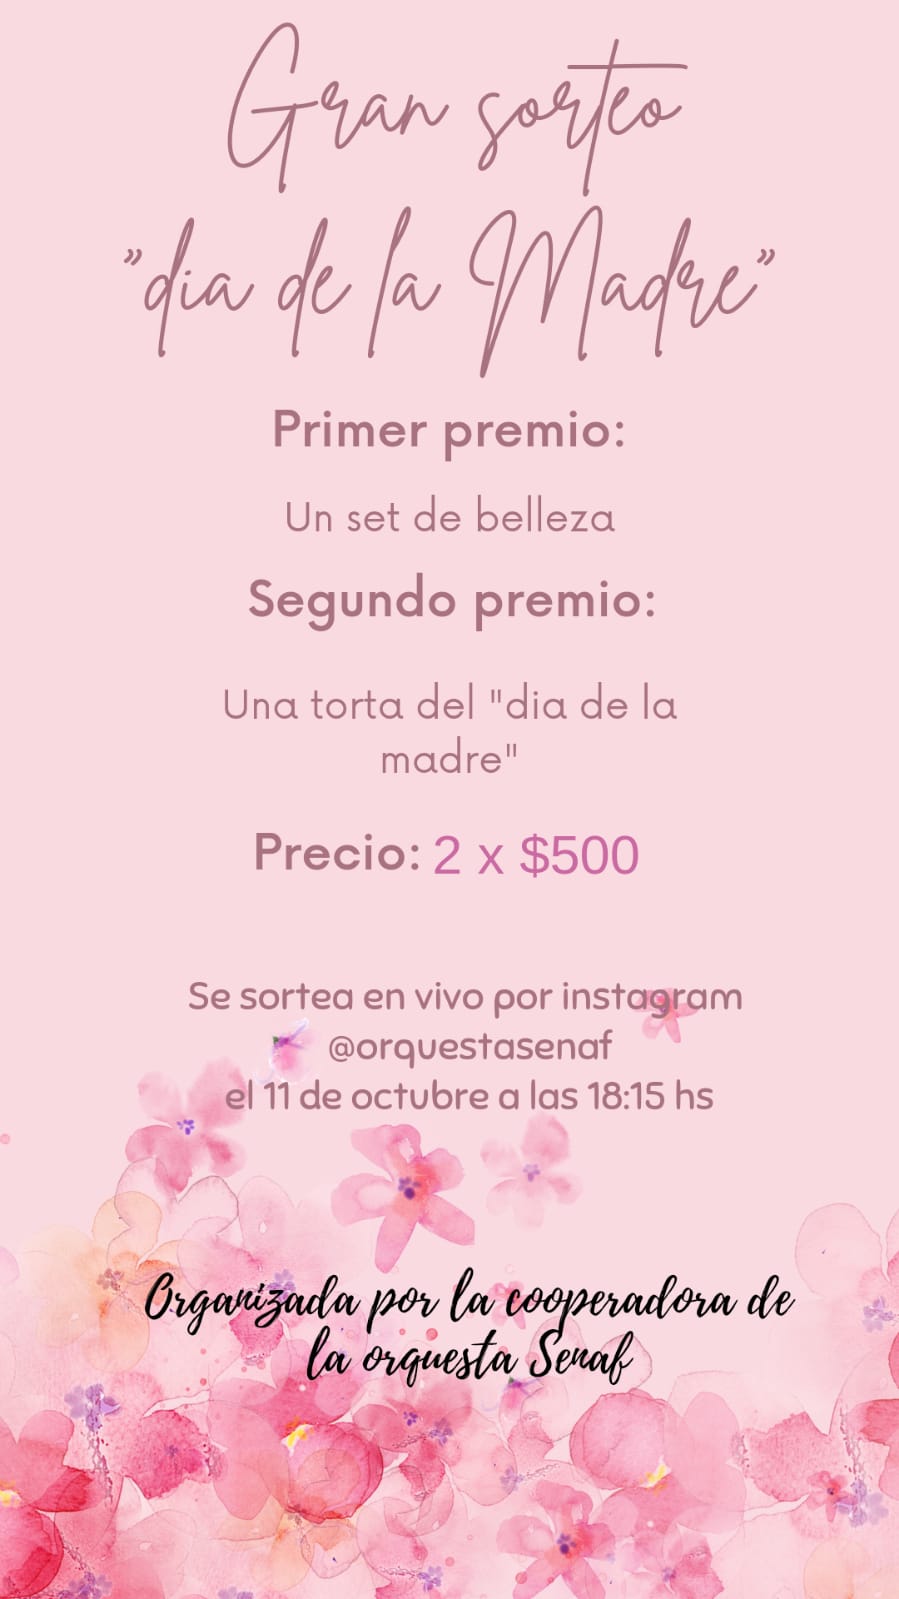 Gran sorteo
"dia de la Madre"
Primer premio:
Un set de belleza
Segundo premio:
Una torta del "dia de la
madre"
Precio: 2 x $500
Se sortea en vivo por instagram
@orquestasenaf
el 11 de octubre a las 18:15 hs
Organizada por la cooperadora de
la orquesta Senaf